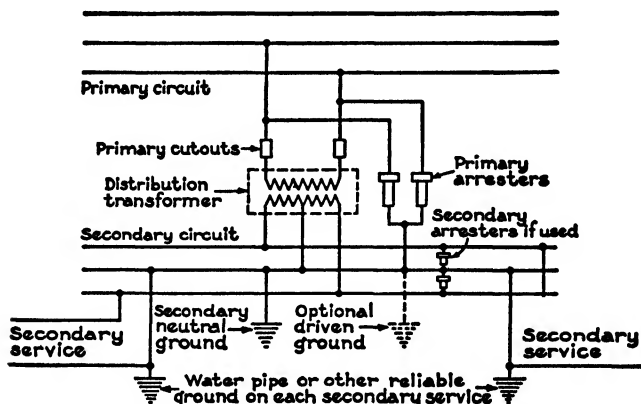 Primary circuit
Primary cutouts
Distribution
transformer
Primary
arresters
Secondary
arresters if used
Secondary circuit
Secondary
neutral
ground
Optional
driven
ground
Secondary
service
Secondary
service
Water pipe or other reliable
ground on each secondary service